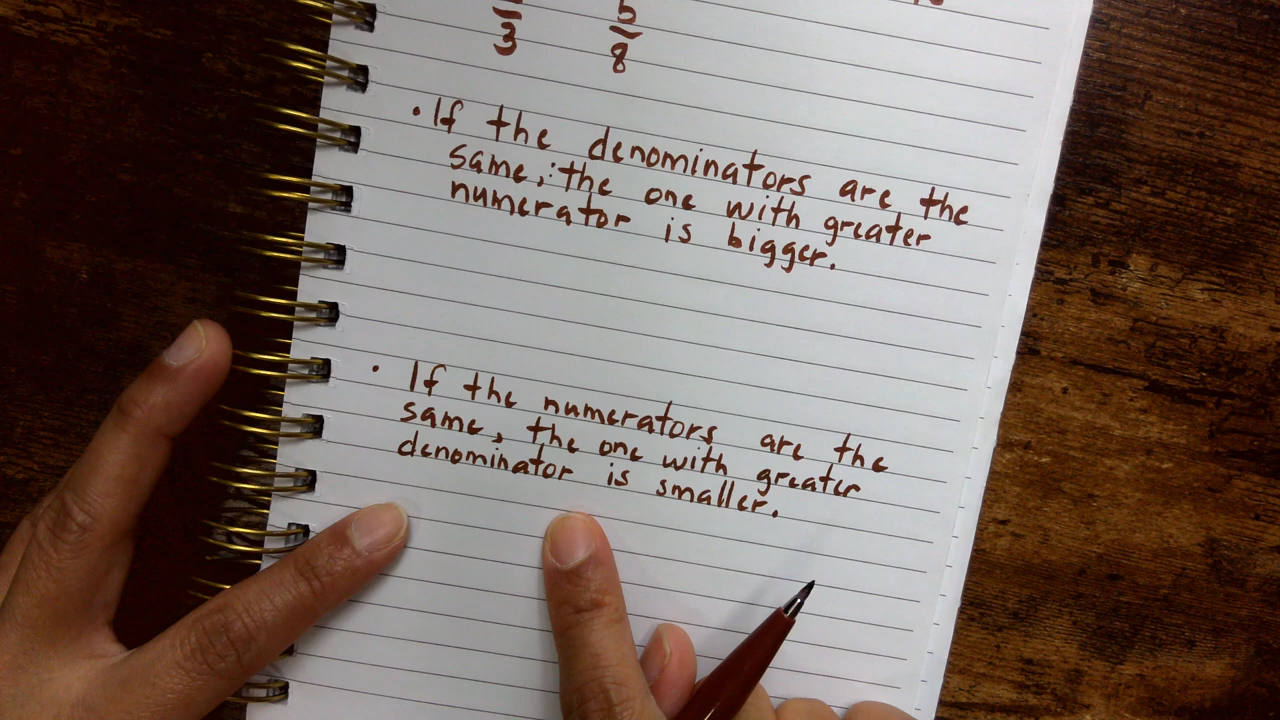 3 5/8
• If the denominators are the
same, the one with greater
numerator is bigger.
• If the numerators are the
same, the one with greater
denominator is smaller.